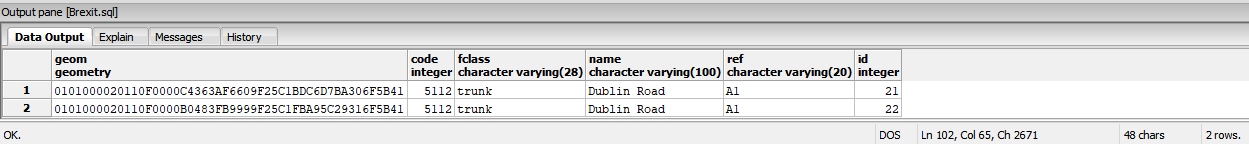 Output pane [Brexit.sql]
Data Output Explain Messages History
geom code fclass name ref id
geometry integer character varying(28) character varying(100) character varying(20) integer
1 0101000020110F0000C4363AF6609F25C1BDC6D7BA306F5B41 5112 trunk Dublin Road A1 21
2 0101000020110F0000B0483FB9999F25C1FBA95C29316F5B41 5112 trunk Dublin Road A1 22
OK. DOS Ln 102, Col 65, Ch 2671 48 chars 2 rows.